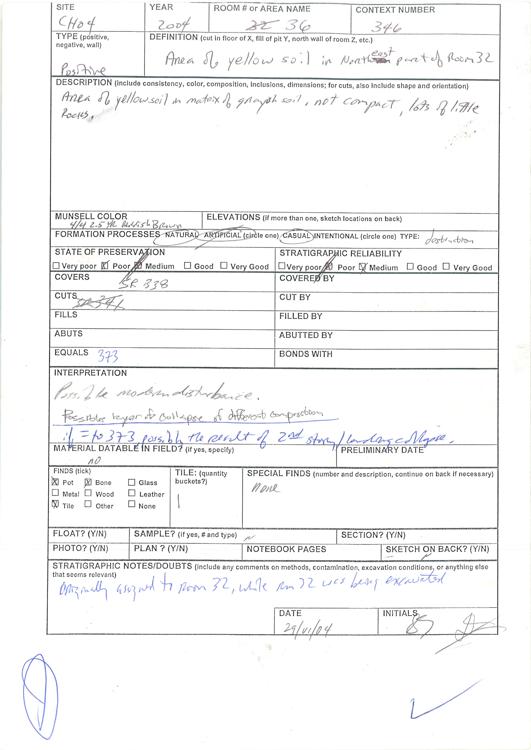 SITE YEAR ROOM # or AREA NAME CONTEXT NUMBER
CH04 2004 32 36 346
TYPE (positive, negative, wall) DEFINITION (cut in floor of X, fill of pit Y, north wall of room Z, etc.)
Positive Area of yellow soil in Northeast part of Room 32
DESCRIPTION (include consistency, color, composition, inclusions, dimensions; for cuts, also include shape and orientation)
Area of yellow soil in matrix of grayish soil, not compact, lots of little
rocks.
MUNSELL COLOR ELEVATIONS (if more than one, sketch locations on back)
4/4 2.5 YR Reddish Brown
FORMATION PROCESSES NATURAL ARTIFICIAL (circle one) CASUAL INTENTIONAL (circle one) TYPE: destruction
STATE OF PRESERVATION STRATIGRAPHIC RELIABILITY
Very poor Poor Medium Good Very Good Very poor Poor Medium Good Very Good
COVERS SR 338 COVERED BY
CUTS CUT BY
FILLS FILLED BY
ABUTS ABUTTED BY
EQUALS 373 BONDS WITH
INTERPRETATION
Possible modern disturbance.
Possible layer of collapse of different composition
if = to 373 possibly the result of 2nd story/landing collapse.
MATERIAL DATABLE IN FIELD? (if yes, specify) PRELIMINARY DATE
no
FINDS (tick) TILE: (quantity buckets?) SPECIAL FINDS (number and description, continue on back if necessary)
Pot Bone Glass 1 None
Metal Wood Leather
Tile Other None
FLOAT? (Y/N) SAMPLE? (if yes, # and type) N SECTION? (Y/N)
PHOTO? (Y/N) PLAN ? (Y/N) NOTEBOOK PAGES SKETCH ON BACK? (Y/N)
STRATIGRAPHIC NOTES/DOUBTS (include any comments on methods, contamination, excavation conditions, or anything else
that seems relevant)
Originally assigned to Room 32, while rm 32 was being excavated
DATE INITIALS
29/VI/04